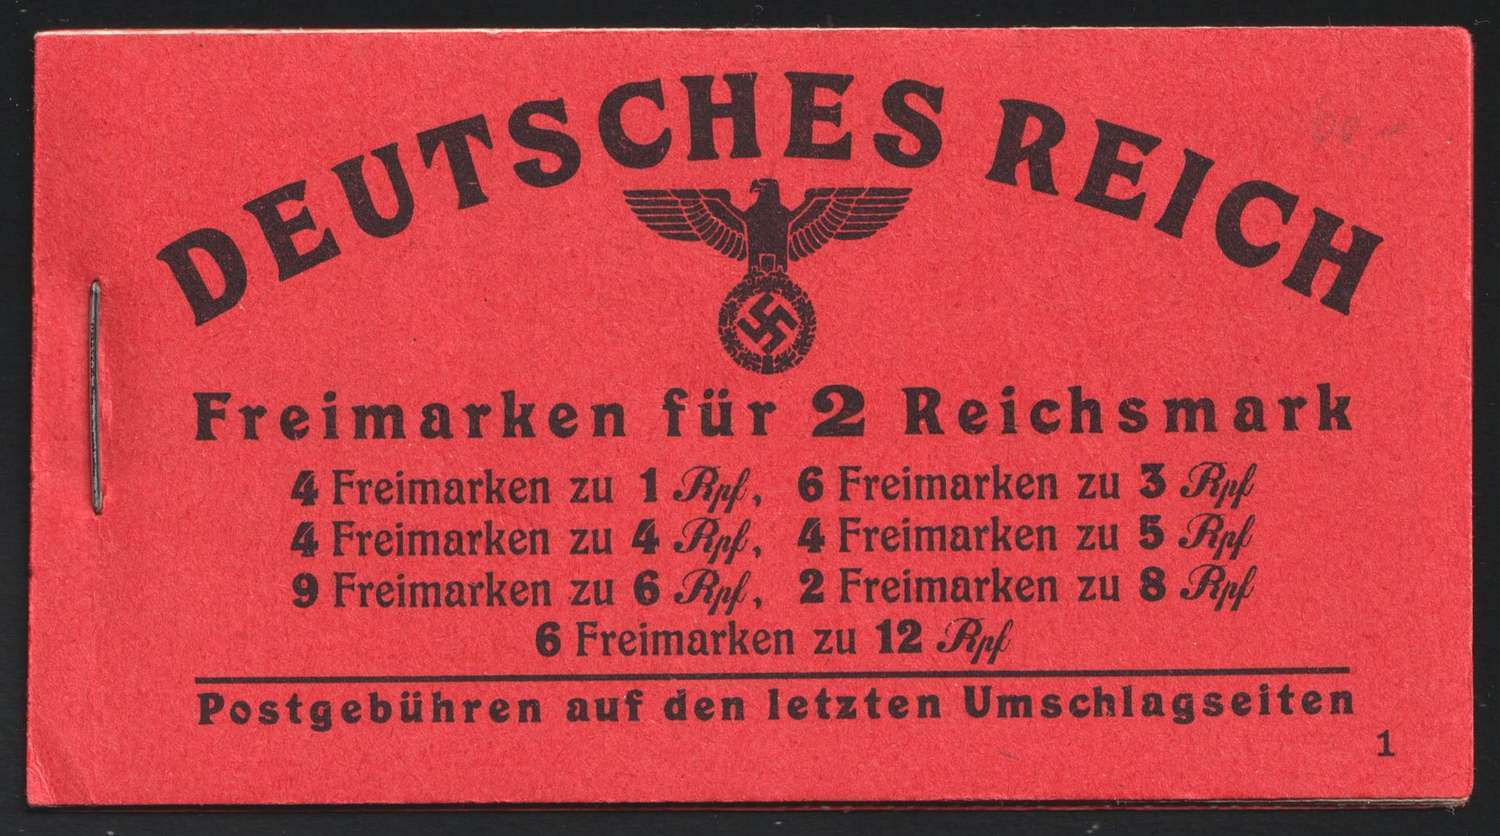 DEUTSCHES REICH
Freimarken für 2 Reichsmark
4 Freimarken zu 1 Rpf, 6 Freimarken zu 3 Rpf
4 Freimarken zu 4 Rpf, 4 Freimarken zu 5 Rpf
9 Freimarken zu 6 Rpf, 2 Freimarken zu 8 Rpf
6 Freimarken zu 12 Rpf
Postgebühren auf den letzten Umschlagseiten
1